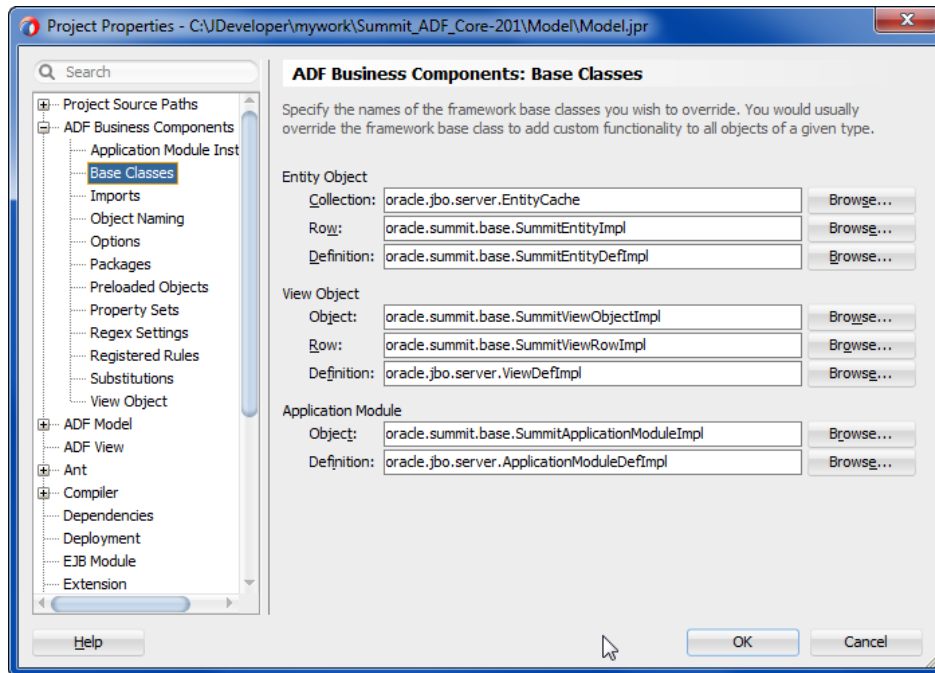 Project Properties - C:\JDeveloper\mywork\Summit_ADF_Core-201\Model\Model.jpr
x
Search
Project Source Paths
ADF Business Components
Application Module Inst
Base Classes
Imports
Object Naming
Options
Packages
Preloaded Objects
Property Sets
Regex Settings
Registered Rules
Substitutions
View Object
ADF Model
ADF View
Ant
Compiler
Dependencies
Deployment
EJB Module
Extension
Help
ADF Business Components: Base Classes
Specify the names of the framework base classes you wish to override. You would usually
override the framework base class to add custom functionality to all objects of a given type.
Entity Object
Collection: oracle.jbo.server.EntityCache Browse...
Row: oracle.summit.base.SummitEntityImpl Browse...
Definition: oracle.summit.base.SummitEntityDefImpl Browse...
View Object
Object: oracle.summit.base.SummitViewObjectImpl Browse...
Row: oracle.summit.base.SummitViewRowImpl Browse...
Definition: oracle.jbo.server.ViewDefImpl Browse...
Application Module
Object: oracle.summit.base.SummitApplicationModuleImpl Browse...
Definition: oracle.jbo.server.ApplicationModuleDefImpl Browse...
OK
Cancel